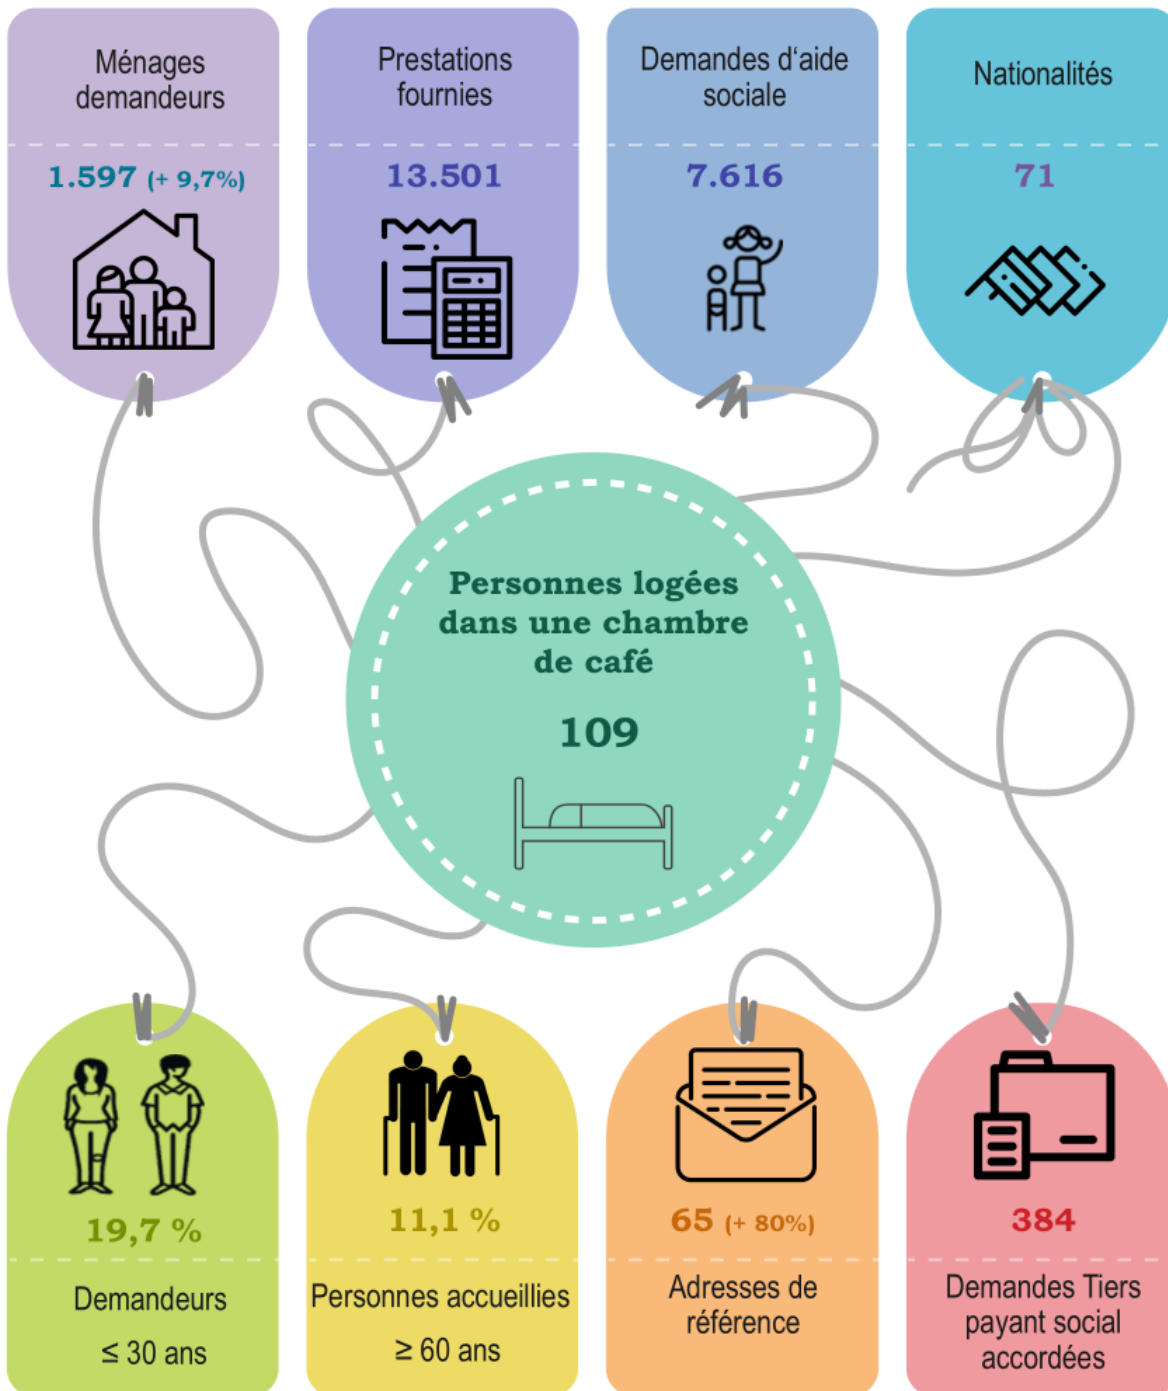 Ménages
demandeurs
1.597 (+ 9,7%)
Prestations
fournies
13.501
Demandes d‘aide
sociale
7.616
Nationalités
71
Personnes logées
dans une chambre
de café
109
19,7 %
Demandeurs
≤ 30 ans
11,1 %
Personnes accueillies
≥ 60 ans
65 (+ 80%)
Adresses de
référence
384
Demandes Tiers
payant social
accordées